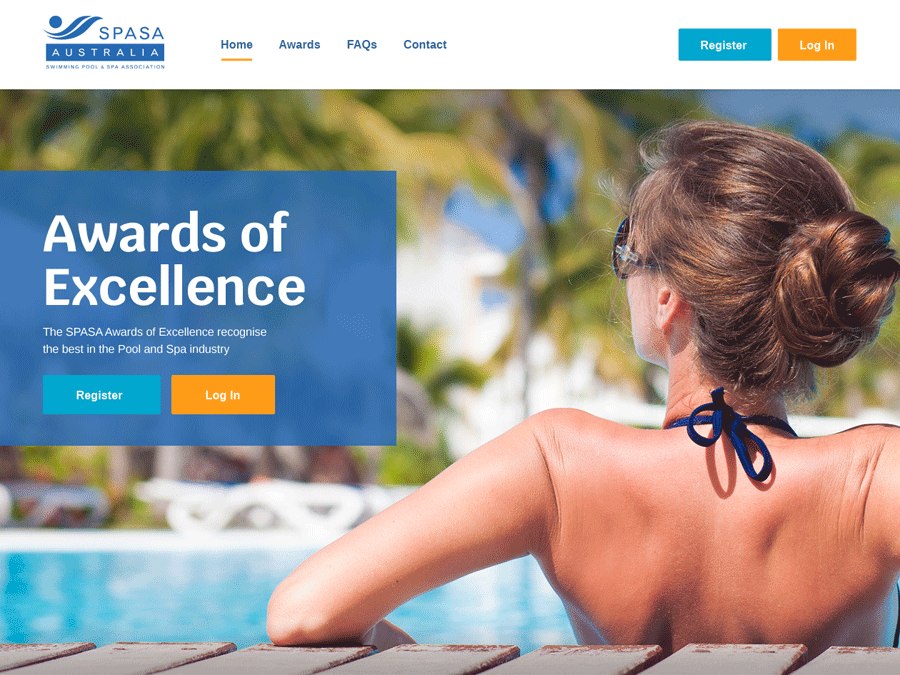 SPASA
AUSTRALIA
SWIMMING POOL & SPA ASSOCIATION
Home
Awards
FAQs
Contact
Register
Log In
Awards of
Excellence
The SPASA Awards of Excellence recognise
the best in the Pool and Spa industry
Register
Log In